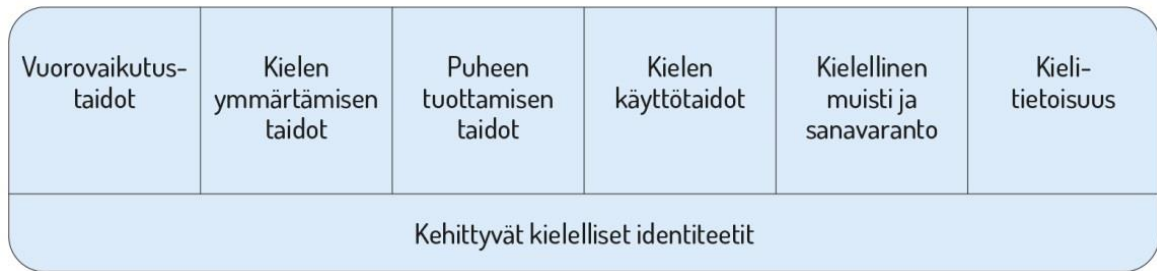 Vuorovaikutus-
taidot
Kielen
ymmärtämisen
taidot
Puheen
tuottamisen
taidot
Kielen
käyttötaidot
Kielellinen
muisti ja
sanavaranto
Kieli-
tietoisuus
Kehittyvät kielelliset identiteetit